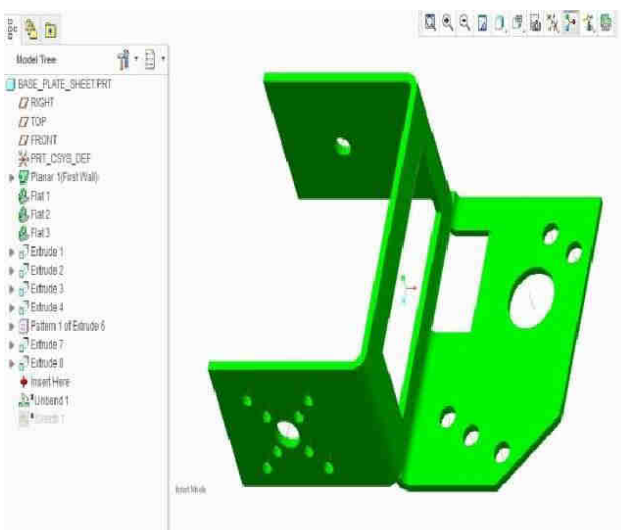 Model Tree
BASE_PLATE_SHEET.PRT
RIGHT
TOP
FRONT
PRT_CSYS_DEF
Planar 1(First Wall)
Flat 1
Flat 2
Flat 3
Extrude 1
Extrude 2
Extrude 3
Extrude 4
Pattern 1 of Extrude 6
Extrude 7
Extrude 8
Insert Here
Unbend 1
Insert Mode